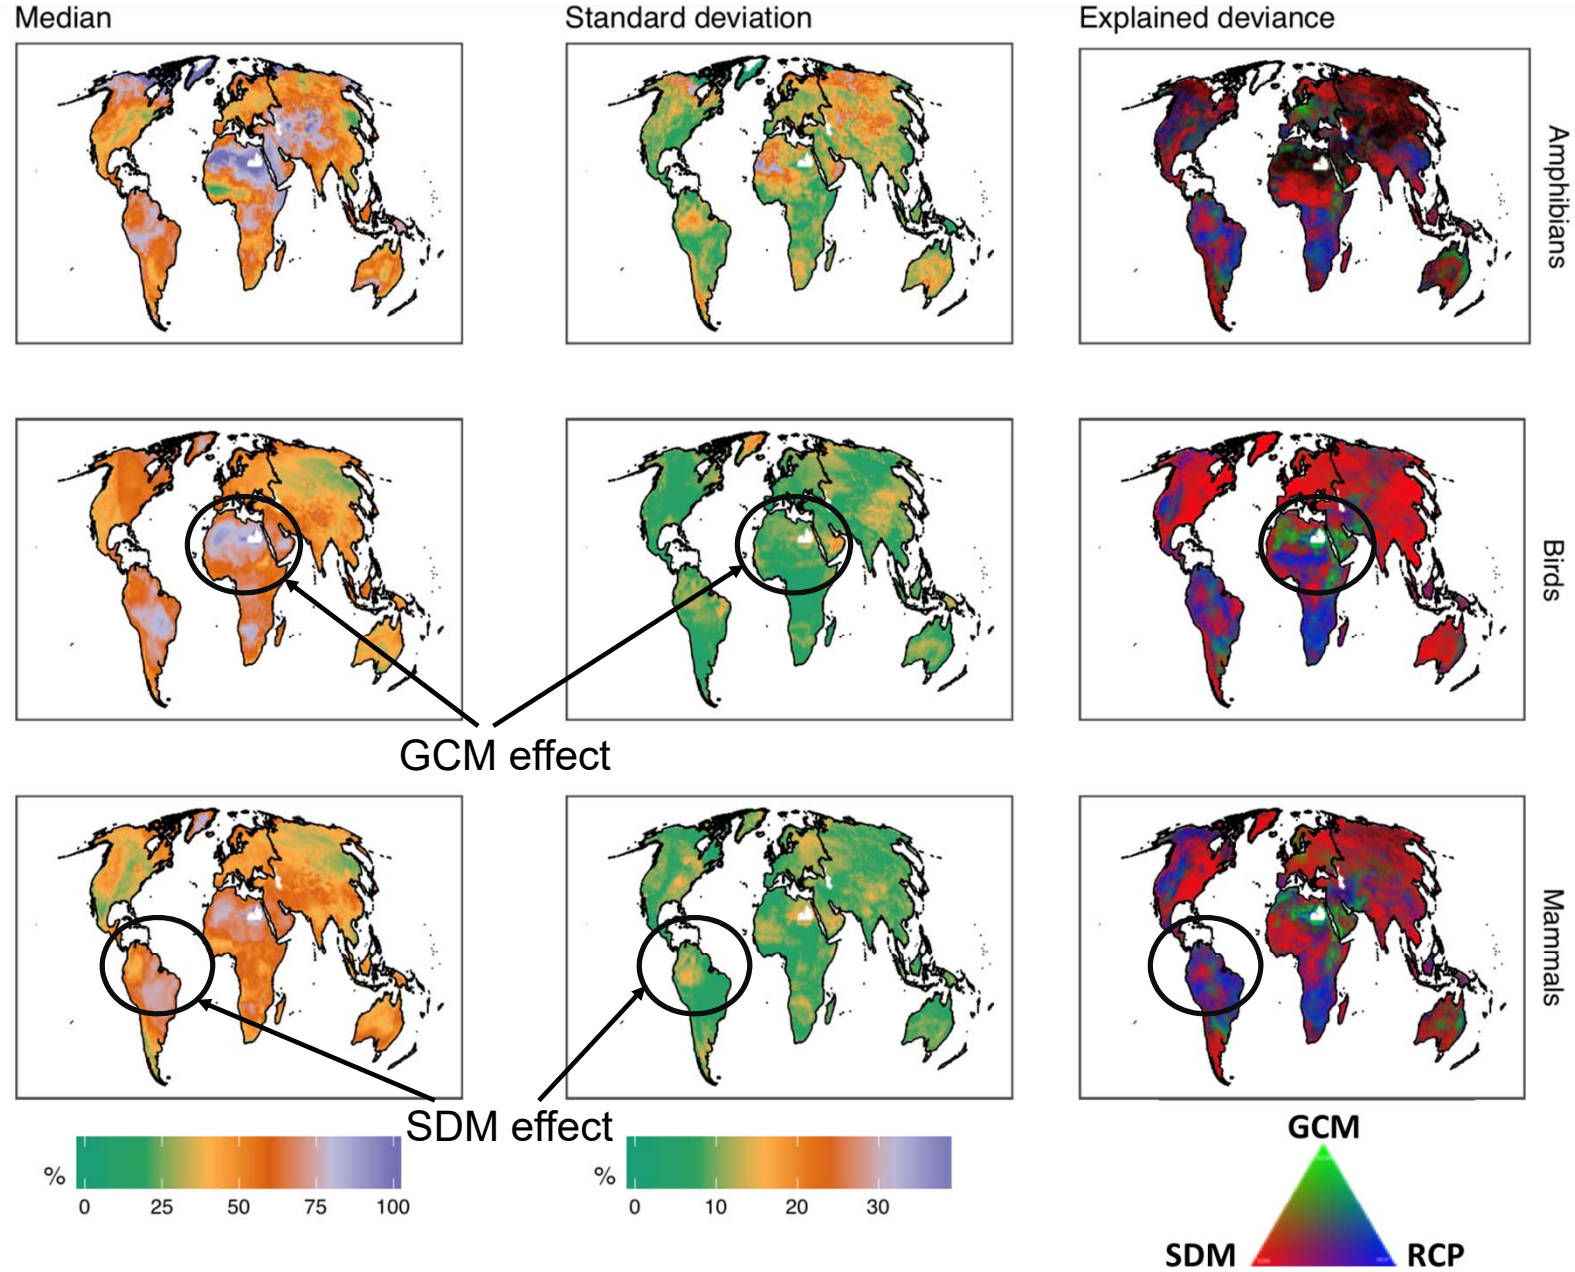 Median
Standard deviation
Explained deviance
Amphibians
Birds
GCM effect
Mammals
SDM effect
%
0 25 50 75 100
%
0 10 20 30
GCM
SDM RCP